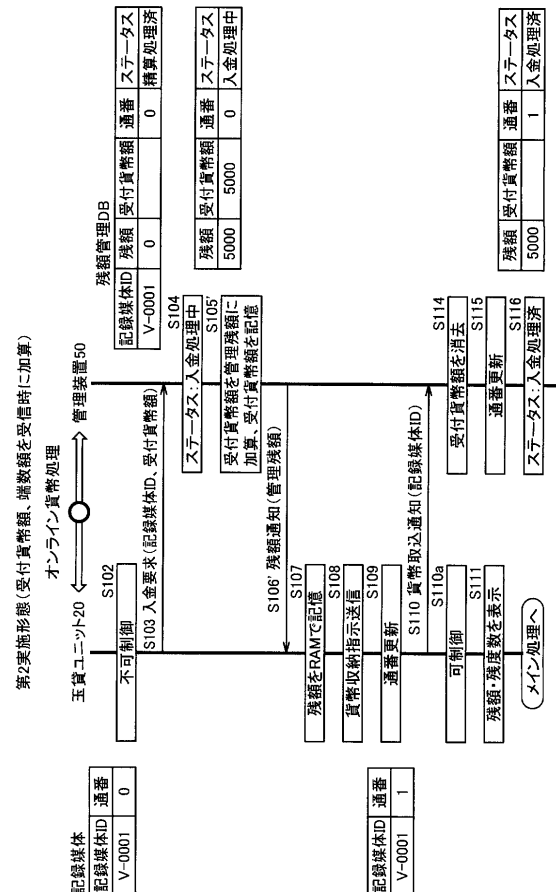 第2実施形態(受付貨幣額、端数額を受信時に加算)
オンライン貨幣処理
玉貸ユニット20
管理装置50
記録媒体
記録媒体ID 通番
V-0001 0
残額管理DB
記録媒体ID 残額 受付貨幣額 通番 ステータス
V-0001 0 0 精算処理済
S102
不可制御
S103 入金要求(記録媒体ID、受付貨幣額)
S104
ステータス:入金処理中
残額 受付貨幣額 通番 ステータス
5000 5000 0 入金処理中
S105'
受付貨幣額を管理残額に
加算、受付貨幣額を記憶
S106' 残額通知(管理残額)
S107
残額をRAMで記憶
S108
貨幣収納指示送信
S109
通番更新
記録媒体ID 通番
V-0001 1
S110 貨幣取込通知(記録媒体ID)
S110a
可制御
S111
残額・残度数を表示
メイン処理へ
S114
受付貨幣額を消去
S115
通番更新
S116
ステータス:入金処理済
残額 受付貨幣額 通番 ステータス
5000 1 入金処理済